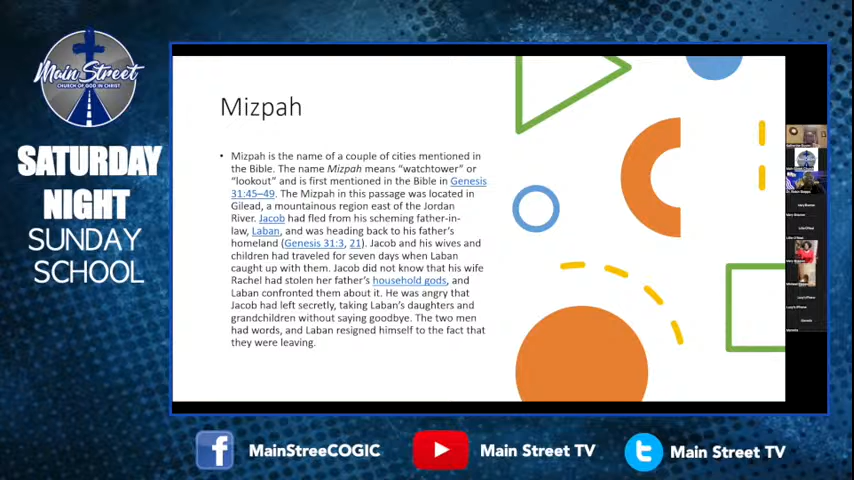 Main Street
CHURCH OF GOD IN CHRIST
SATURDAY
NIGHT
SUNDAY
SCHOOL
Mizpah
• Mizpah is the name of a couple of cities mentioned in
the Bible. The name Mizpah means “watchtower” or
“lookout” and is first mentioned in the Bible in Genesis
31:45–49. The Mizpah in this passage was located in
Gilead, a mountainous region east of the Jordan
River. Jacob had fled from his scheming father-in-
law, Laban, and was heading back to his father’s
homeland (Genesis 31:3, 21). Jacob and his wives and
children had traveled for seven days when Laban
caught up with them. Jacob did not know that his wife
Rachel had stolen her father’s household gods, and
Laban confronted them about it. He was angry that
Jacob had left secretly, taking Laban’s daughters and
grandchildren without saying goodbye. The two men
had words, and Laban resigned himself to the fact that
they were leaving.
MainStreeCOGIC
Main Street TV
Main Street TV